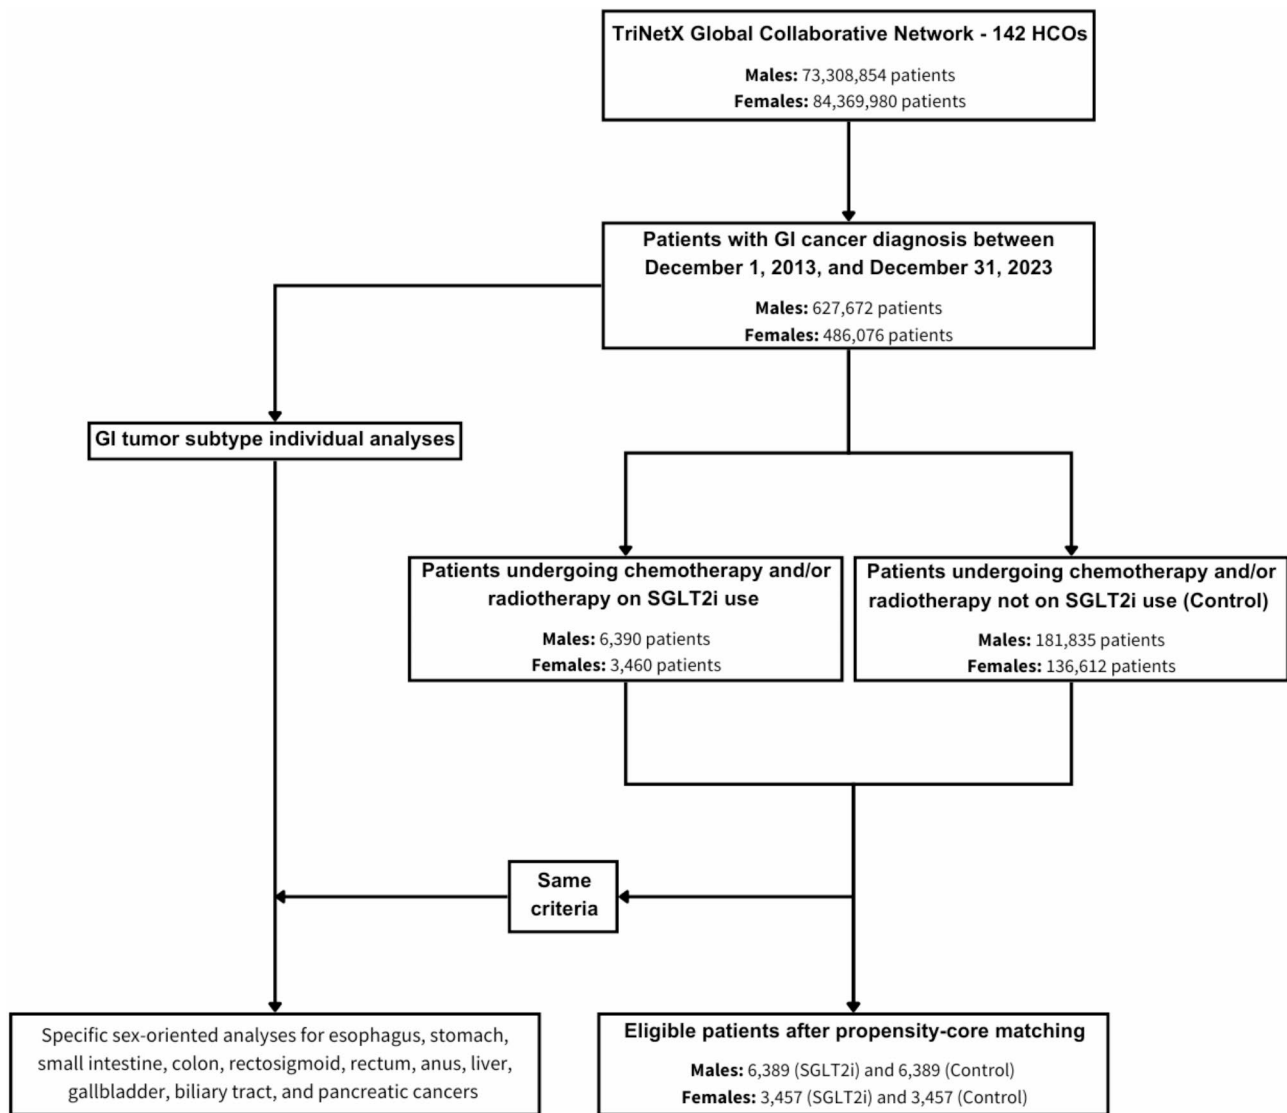 TriNetX Global Collaborative Network - 142 HCOs
Males: 73,308,854 patients
Females: 84,369,980 patients
Patients with GI cancer diagnosis between
December 1, 2013, and December 31, 2023
Males: 627,672 patients
Females: 486,076 patients
GI tumor subtype individual analyses
Patients undergoing chemotherapy and/or
radiotherapy on SGLT2i use
Males: 6,390 patients
Females: 3,460 patients
Patients undergoing chemotherapy and/or
radiotherapy not on SGLT2i use (Control)
Males: 181,835 patients
Females: 136,612 patients
Same
criteria
Specific sex-oriented analyses for esophagus, stomach,
small intestine, colon, rectosigmoid, rectum, anus, liver,
gallbladder, biliary tract, and pancreatic cancers
Eligible patients after propensity-core matching
Males: 6,389 (SGLT2i) and 6,389 (Control)
Females: 3,457 (SGLT2i) and 3,457 (Control)